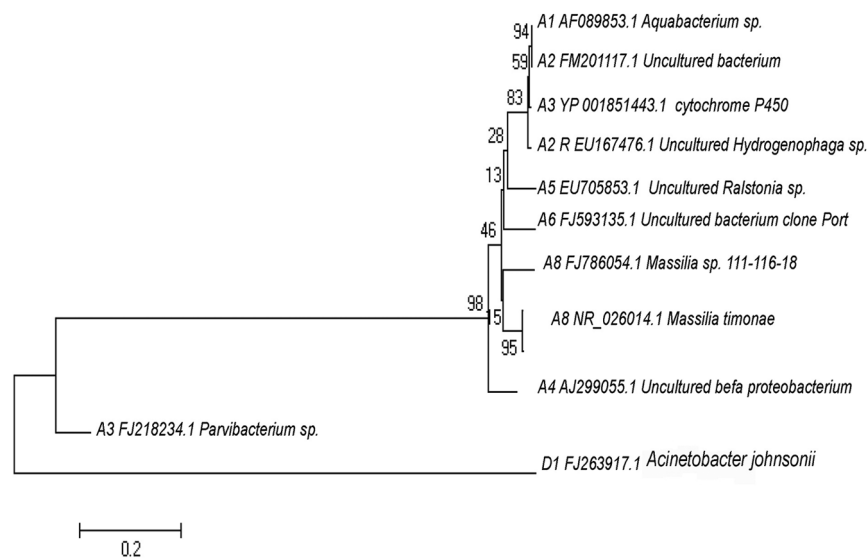 A1 AF089853.1 Aquabacterium sp.
94
59
A2 FM201117.1 Uncultured bacterium
83
A3 YP 001851443.1 cytochrome P450
28
A2 R EU167476.1 Uncultured Hydrogenophaga sp.
13
A5 EU705853.1 Uncultured Ralstonia sp.
46
A6 FJ593135.1 Uncultured bacterium clone Port
A8 FJ786054.1 Massilia sp. 111-116-18
98
15
A8 NR_026014.1 Massilia timonae
95
A4 AJ299055.1 Uncultured befa proteobacterium
A3 FJ218234.1 Parvibacterium sp.
D1 FJ263917.1 Acinetobacter johnsonii
0.2